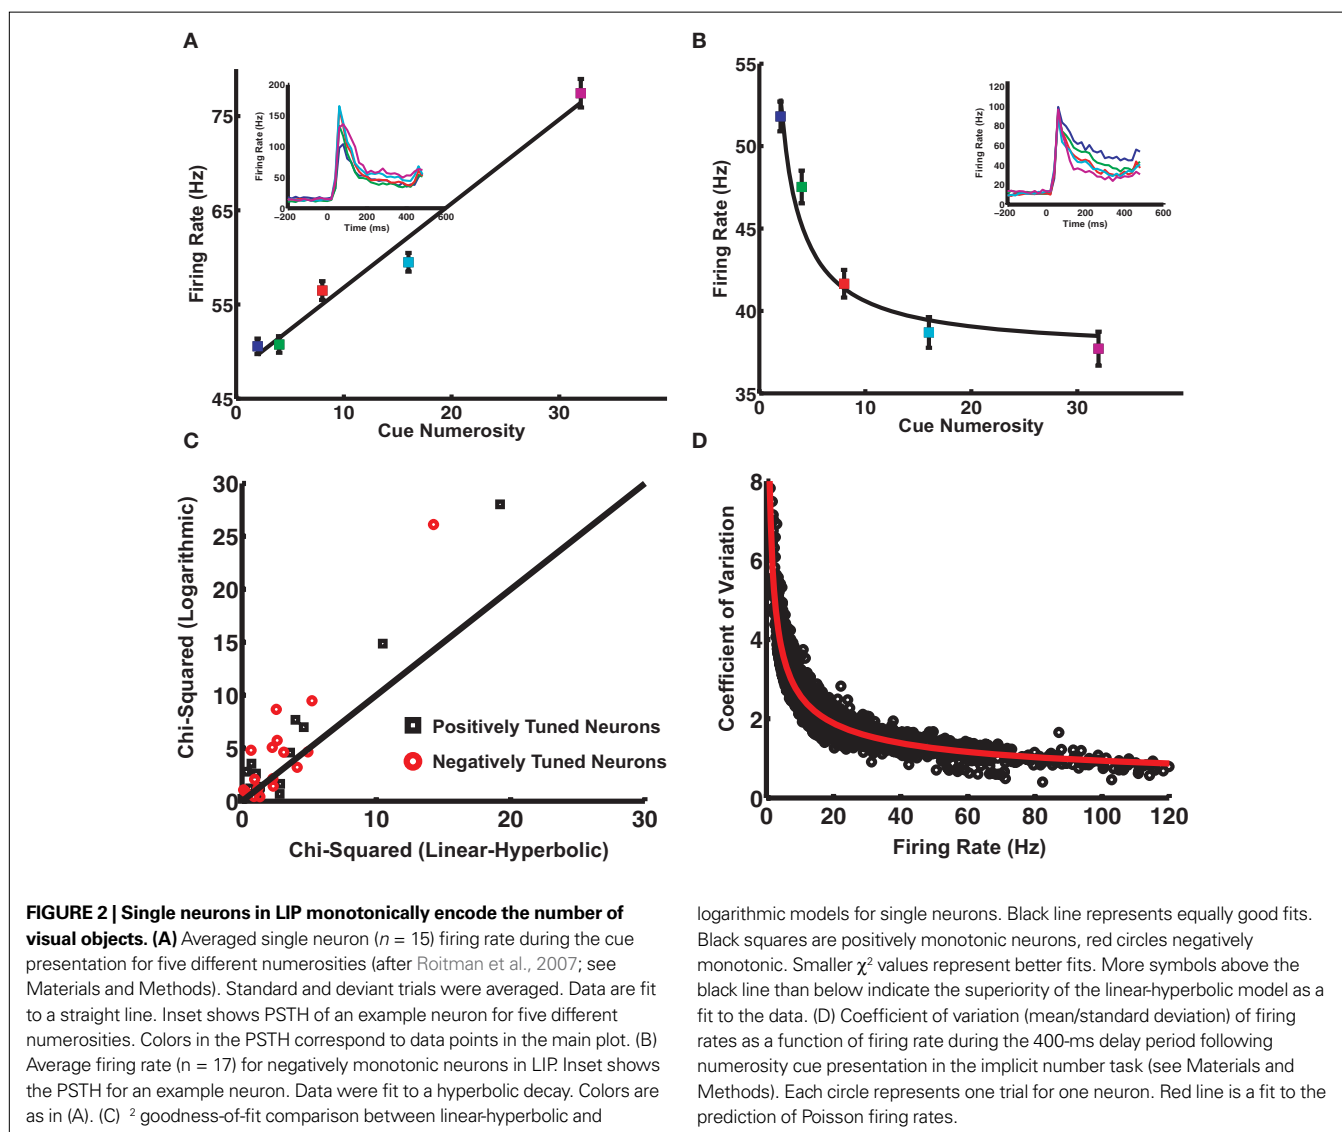 A
Firing Rate (Hz)
75
65
55
45
0
10
20
30
Cue Numerosity
Firing Rate (Hz)
200
150
100
50
0
−200
0
200
400
600
Time (ms)
B
Firing Rate (Hz)
55
50
45
40
35
0
10
20
30
Cue Numerosity
Firing Rate (Hz)
120
100
80
60
40
20
0
−200
0
200
400
600
Time (ms)
C
Chi-Squared (Logarithmic)
30
25
20
15
10
5
0
0
10
20
30
Chi-Squared (Linear-Hyperbolic)
Positively Tuned Neurons
Negatively Tuned Neurons
D
Coefficient of Variation
8
6
4
2
0
0
20
40
60
80
100
120
Firing Rate (Hz)
FIGURE 2 | Single neurons in LIP monotonically encode the number of
visual objects. (A) Averaged single neuron (n = 15) firing rate during the cue
presentation for five different numerosities (after Roitman et al., 2007; see
Materials and Methods). Standard and deviant trials were averaged. Data are fit
to a straight line. Inset shows PSTH of an example neuron for five different
numerosities. Colors in the PSTH correspond to data points in the main plot. (B)
Average firing rate (n = 17) for negatively monotonic neurons in LIP. Inset shows
the PSTH for an example neuron. Data were fit to a hyperbolic decay. Colors are
as in (A). (C) ² goodness-of-fit comparison between linear-hyperbolic and
logarithmic models for single neurons. Black line represents equally good fits.
Black squares are positively monotonic neurons, red circles negatively
monotonic. Smaller χ² values represent better fits. More symbols above the
black line than below indicate the superiority of the linear-hyperbolic model as a
fit to the data. (D) Coefficient of variation (mean/standard deviation) of firing
rates as a function of firing rate during the 400-ms delay period following
numerosity cue presentation in the implicit number task (see Materials and
Methods). Each circle represents one trial for one neuron. Red line is a fit to the
prediction of Poisson firing rates.